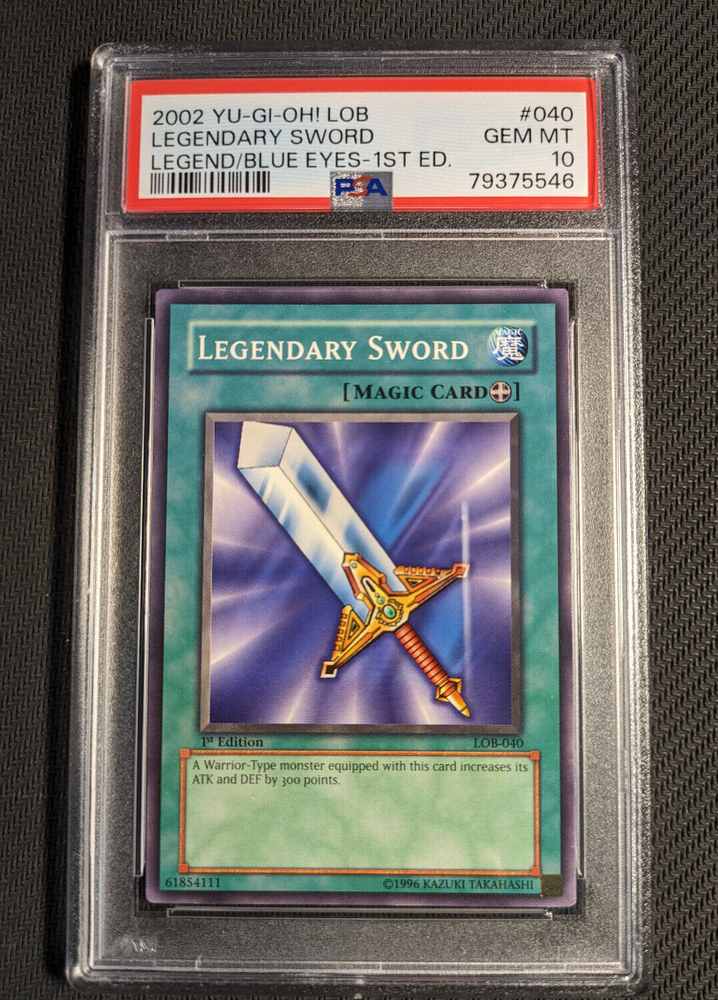 2002 YU-GI-OH! LOB #040
LEGENDARY SWORD GEM MT
LEGEND/BLUE EYES-1ST ED. 10
PSA 79375546
LEGENDARY SWORD
MAGIC
魔
[MAGIC CARD]
1st Edition LOB-040
A Warrior-Type monster equipped with this card increases its
ATK and DEF by 300 points.
61854111 ©1996 KAZUKI TAKAHASHI